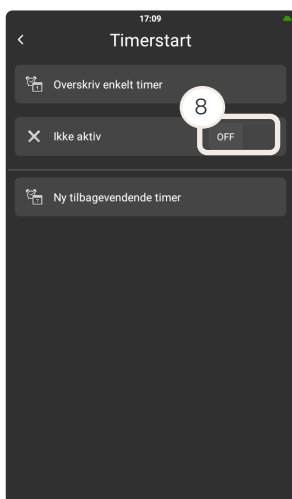 17:09
Timerstart
Overskriv enkelt timer
8
Ikke aktiv OFF
Ny tilbagevendende timer